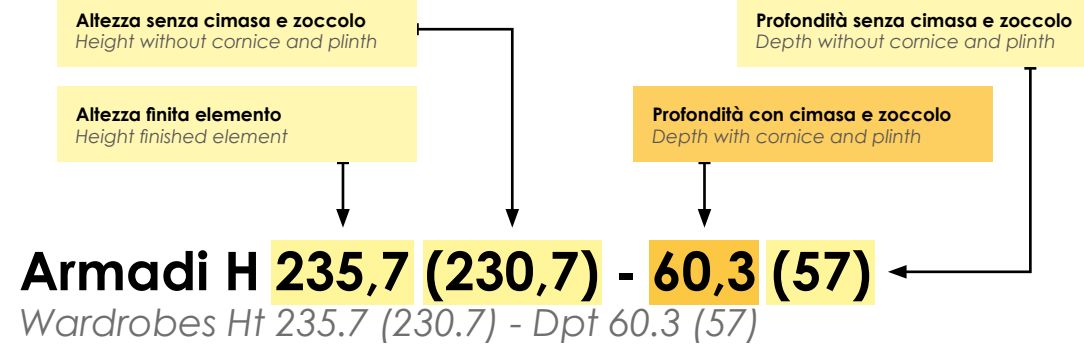 Altezza senza cimasa e zoccolo
Height without cornice and plinth
Profondità senza cimasa e zoccolo
Depth without cornice and plinth
Altezza finita elemento
Height finished element
Profondità con cimasa e zoccolo
Depth with cornice and plinth
Armadi H 235,7 (230,7) - 60,3 (57)
Wardrobes Ht 235.7 (230.7) - Dpt 60.3 (57)